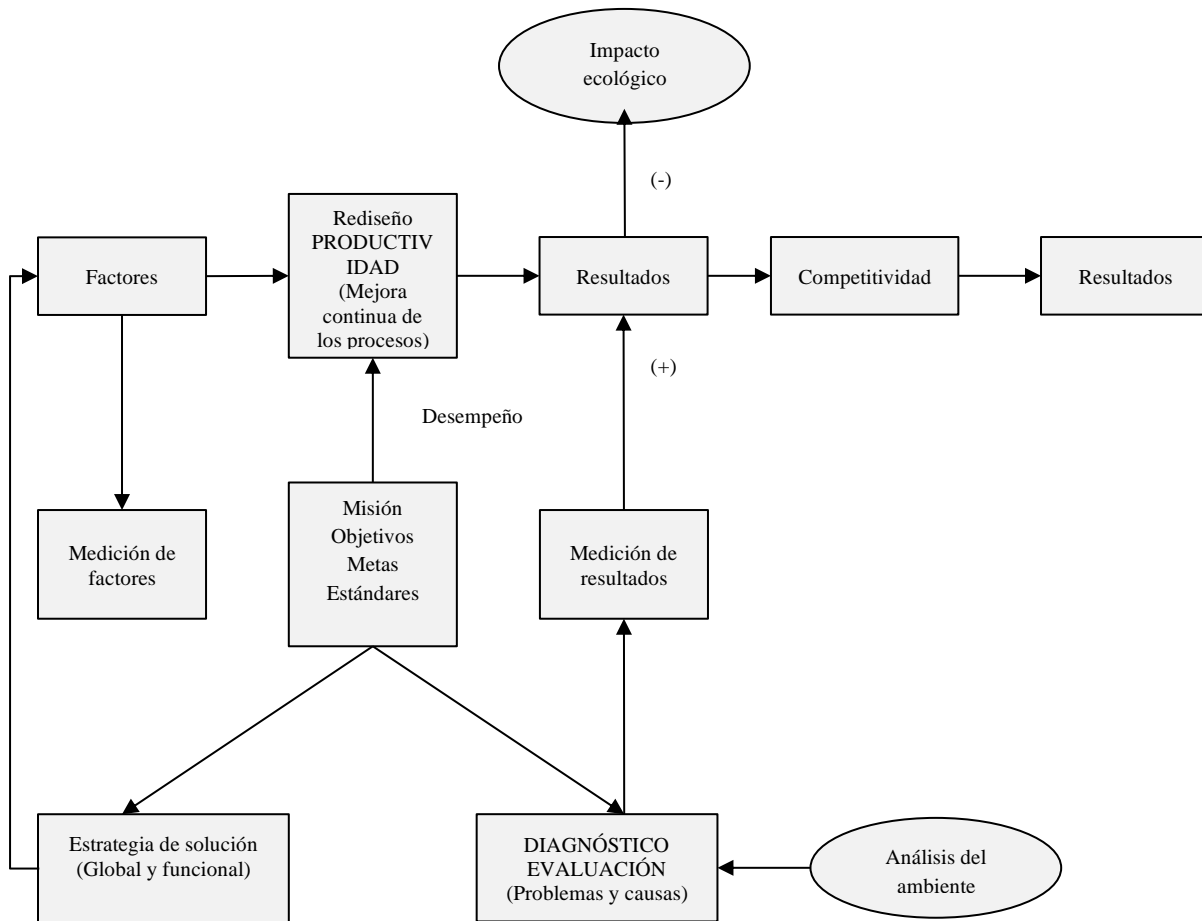 Impacto
ecológico
(-)
Rediseño
PRODUCTIV
IDAD
(Mejora
continua de
los procesos)
Factores
Resultados
Competitividad
Resultados
(+)
Desempeño
Misión
Objetivos
Metas
Estándares
Medición de
factores
Medición de
resultados
Estrategia de solución
(Global y funcional)
DIAGNÓSTICO
EVALUACIÓN
(Problemas y causas)
Análisis del
ambiente